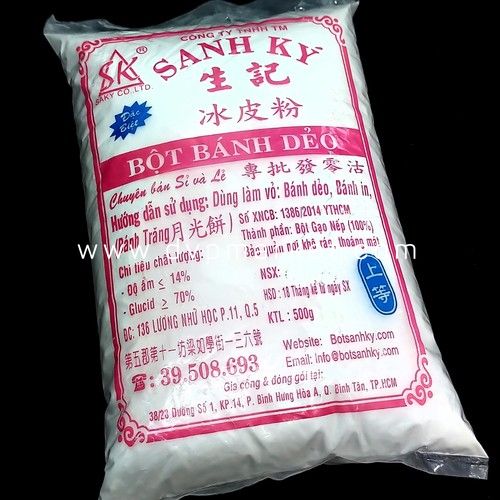 CÔNG TY TNHH TM
SK ®
SAKY CO.,LTD.
SANH KÝ
生記
冰皮粉
Đặc Biệt
BỘT BÁNH DẺO
Chuyên bán Sỉ và Lẻ 專批發零沽
Hướng dẫn sử dụng: Dùng làm vỏ: Bánh dẻo, Bánh in,
(Bánh Trăng月光餅) Số XNCB: 1386/2014 YTHCM
Thành phần: Bột Gạo Nếp (100%)
Chỉ tiêu chất lượng: Bảo quản nơi khô ráo, thoáng mát
- Độ ẩm ≤ 14% NSX:
- Glucid ≥ 70% HSD: 18 Tháng kể từ ngày SX
上等
ĐC: 136 LƯƠNG NHỮ HỌC P.11, Q.5 KTL: 500g
第五郡第十一坊梁如學街一三六號 Website: Botsanhky.com
☎: 39.508.693 Email: Info@botsanhky.com
Gia công & đóng gói tại:
38/20 Đường Số 1, KP.14, P. Bình Hưng Hòa A, Q. Bình Tân, TP.HCM